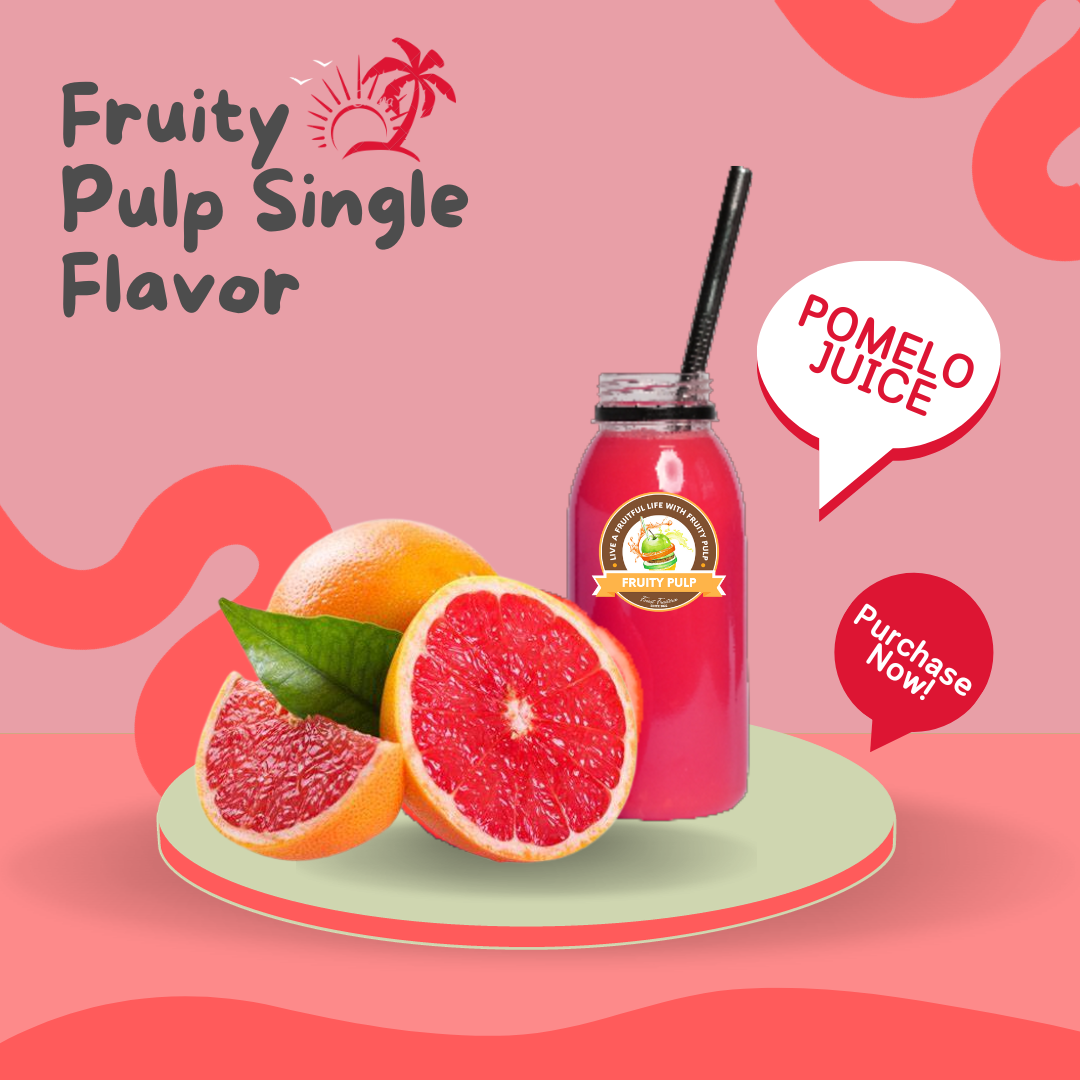 Fruity
Pulp Single
Flavor
POMELO
JUICE
LIVE A FRUITFUL LIFE WITH FRUITY PULP
FRUITY PULP
Purchase
Now!